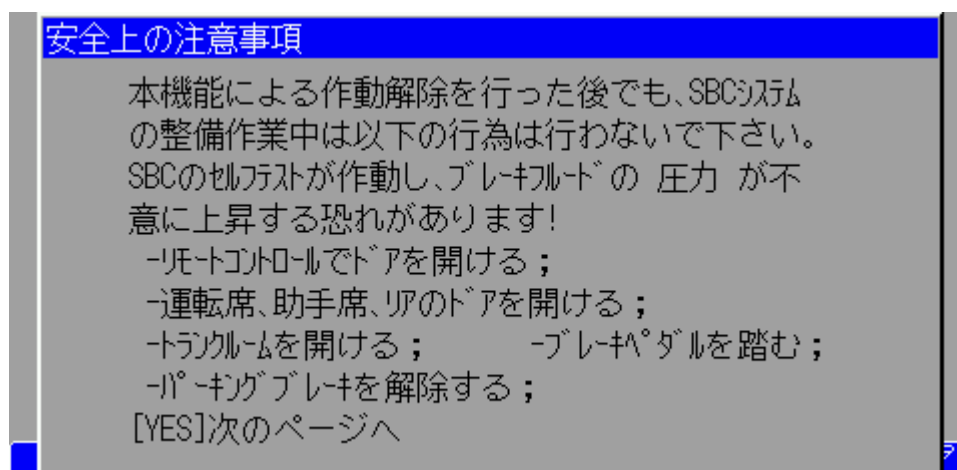 安全上の注意事項
本機能による作動解除を行った後でも、SBCｼｽﾃﾑ
の整備作業中は以下の行為は行わないで下さい。
SBCのｾﾙﾌﾃｽﾄが作動し、ﾌﾞﾚｰｷﾌﾙｰﾄﾞの 圧力 が不
意に上昇する恐れがあります!
-ﾘﾓｰﾄｺﾝﾄﾛｰﾙでﾄﾞｱを開ける；
-運転席､助手席､ﾘｱのﾄﾞｱを開ける；
-ﾄﾗﾝｸﾙｰﾑを開ける； -ﾌﾞﾚｰｷﾍﾟﾀﾞﾙを踏む；
-ﾊﾟｰｷﾝｸﾞﾌﾞﾚｰｷを解除する；
[YES]次のページへ